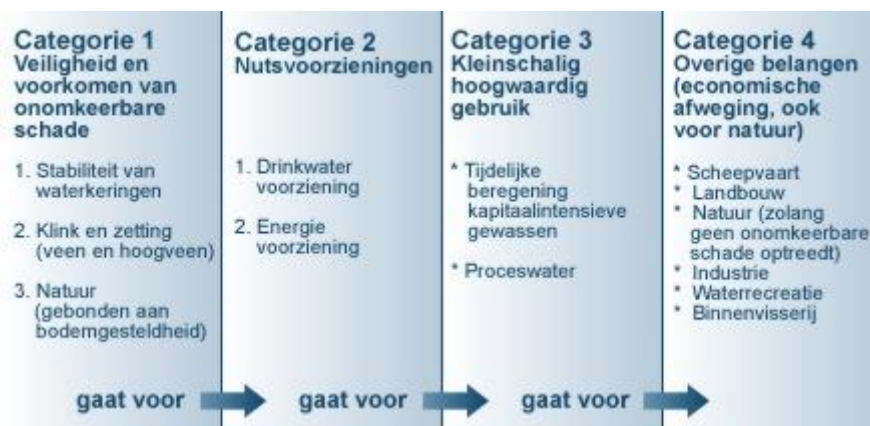 Categorie 1
Veiligheid en
voorkomen van
onomkeerbare
schade
1. Stabiliteit van
waterkeringen
2. Klink en zetting
(veen en hoogveen)
3. Natuur
(gebonden aan
bodemgesteldheid)
gaat voor
Categorie 2
Nutsvoorzieningen
1. Drinkwater
voorziening
2. Energie
voorziening
gaat voor
Categorie 3
Kleinschalig
hoogwaardig
gebruik
* Tijdelijke
beregening
kapitaalintensieve
gewassen
* Proceswater
gaat voor
Categorie 4
Overige belangen
(economische
afweging, ook
voor natuur)
* Scheepvaart
* Landbouw
* Natuur (zolang
geen onomkeerbare
schade optreedt)
* Industrie
* Waterrecreatie
* Binnenvisserij